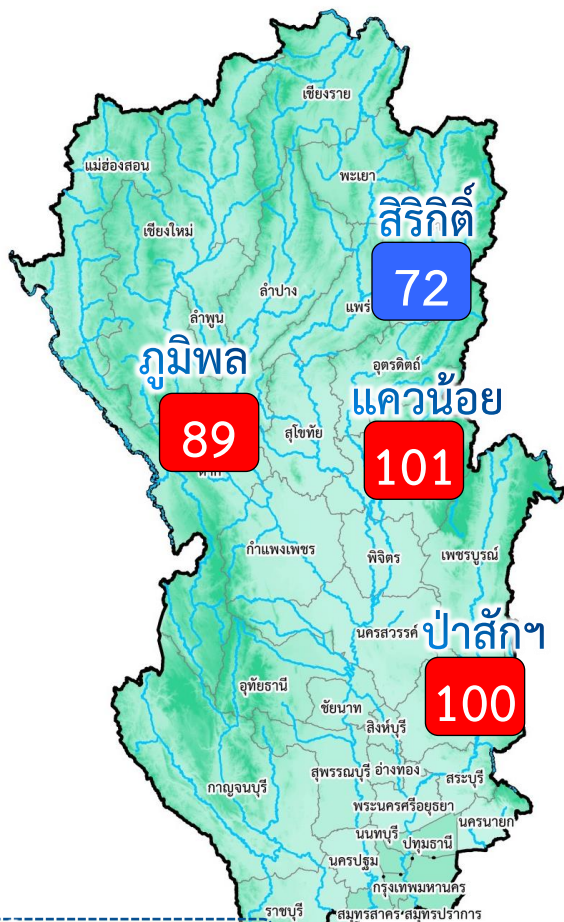 เชียงราย
แม่ฮ่องสอน
พะเยา
สิริกิติ์
เชียงใหม่
72
ลำปาง
แพร่
ลำพูน
ภูมิพล
อุตรดิตถ์
แควน้อย
89
สุโขทัย
101
ตาก
กำแพงเพชร
พิจิตร
เพชรบูรณ์
นครสวรรค์
ป่าสักฯ
อุทัยธานี
100
ชัยนาท
สิงห์บุรี
สุพรรณบุรี
อ่างทอง
สระบุรี
กาญจนบุรี
พระนครศรีอยุธยา
นครนายก
นนทบุรี
ปทุมธานี
นครปฐม
กรุงเทพมหานคร
ราชบุรี
สมุทรสาคร
สมุทรปราการ